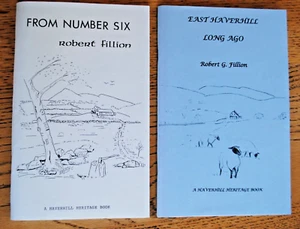 FROM NUMBER SIX
Robert Fillion
A HAVERHILL HERITAGE BOOK
EAST HAVERHILL
LONG AGO
Robert G. Fillion
A HAVERHILL HERITAGE BOOK